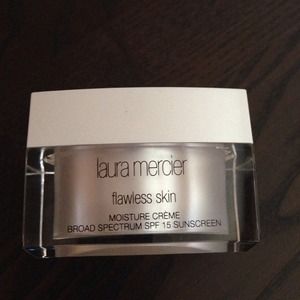 laura mercier
flawless skin
MOISTURE CRÈME
BROAD SPECTRUM SPF 15 SUNSCREEN